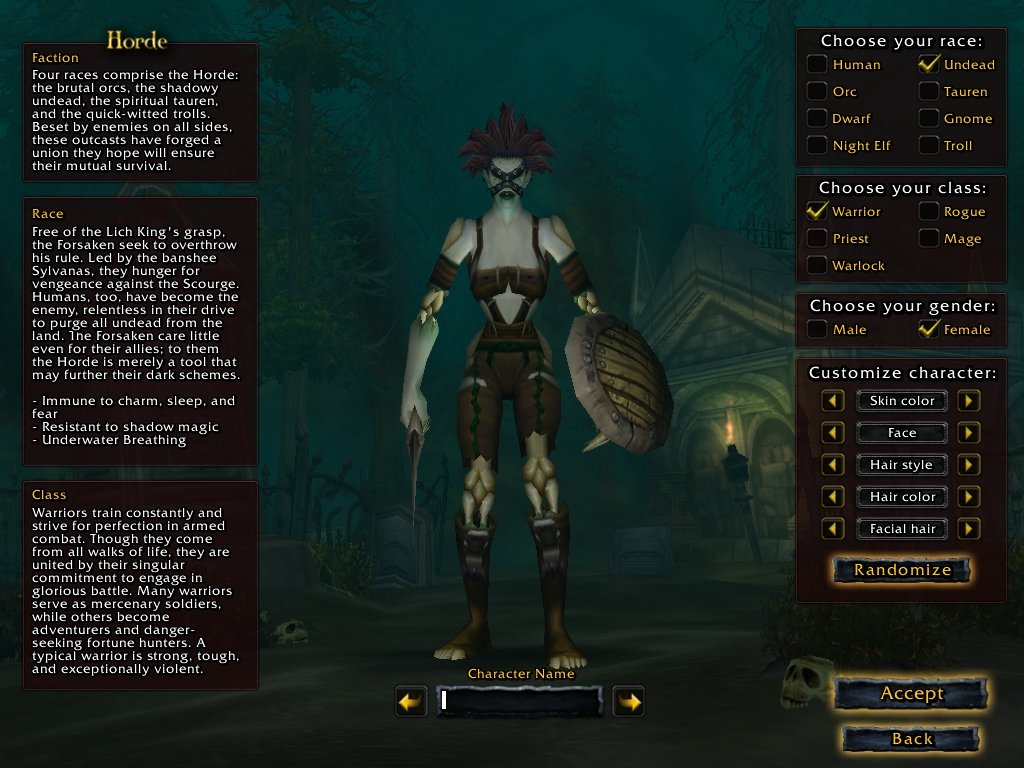 Horde
Faction
Four races comprise the Horde:
the brutal orcs, the shadowy
undead, the spiritual tauren,
and the quick-witted trolls.
Beset by enemies on all sides,
these outcasts have forged a
union they hope will ensure
their mutual survival.
Race
Free of the Lich King's grasp,
the Forsaken seek to overthrow
his rule. Led by the banshee
Sylvanas, they hunger for
vengeance against the Scourge.
Humans, too, have become the
enemy, relentless in their drive
to purge all undead from the
land. The Forsaken care little
even for their allies; to them
the Horde is merely a tool that
may further their dark schemes.
- Immune to charm, sleep, and
fear
- Resistant to shadow magic
- Underwater Breathing
Class
Warriors train constantly and
strive for perfection in armed
combat. Though they come
from all walks of life, they are
united by their singular
commitment to engage in
glorious battle. Many warriors
serve as mercenary soldiers,
while others become
adventurers and danger-
seeking fortune hunters. A
typical warrior is strong, tough,
and exceptionally violent.
Character Name
Choose your race:
Human Undead
Orc Tauren
Dwarf Gnome
Night Elf Troll
Choose your class:
Warrior Rogue
Priest Mage
Warlock
Choose your gender:
Male Female
Customize character:
Skin color
Face
Hair style
Hair color
Facial hair
Randomize
Accept
Back